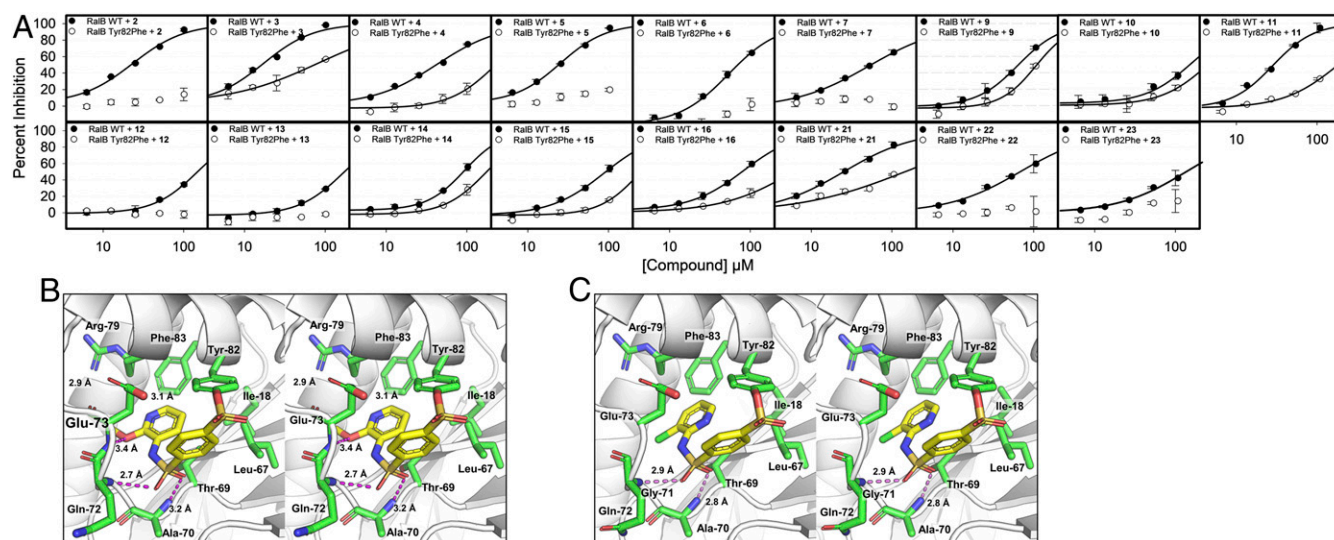 A
Percent Inhibition
100
80
60
40
20
0
RalB WT + 2
RalB Tyr82Phe + 2
RalB WT + 3
RalB Tyr82Phe + 3
RalB WT + 4
RalB Tyr82Phe + 4
RalB WT + 5
RalB Tyr82Phe + 5
RalB WT + 6
RalB Tyr82Phe + 6
RalB WT + 7
RalB Tyr82Phe + 7
RalB WT + 9
RalB Tyr82Phe + 9
RalB WT + 10
RalB Tyr82Phe + 10
RalB WT + 11
RalB Tyr82Phe + 11
10 100
100
80
60
40
20
0
RalB WT + 12
RalB Tyr82Phe + 12
RalB WT + 13
RalB Tyr82Phe + 13
RalB WT + 14
RalB Tyr82Phe + 14
RalB WT + 15
RalB Tyr82Phe + 15
RalB WT + 16
RalB Tyr82Phe + 16
RalB WT + 21
RalB Tyr82Phe + 21
RalB WT + 22
RalB Tyr82Phe + 22
RalB WT + 23
RalB Tyr82Phe + 23
10 100 10 100 10 100 10 100 10 100 10 100 10 100 10 100
[Compound] µM
B
Arg-79
Phe-83
Tyr-82
2.9 Å
3.1 Å
Ile-18
Glu-73
3.4 Å
2.7 Å
Leu-67
Thr-69
Gln-72
3.2 Å
Ala-70
Arg-79
Phe-83
Tyr-82
2.9 Å
3.1 Å
Ile-18
Glu-73
3.4 Å
2.7 Å
Leu-67
Thr-69
Gln-72
3.2 Å
Ala-70
C
Arg-79
Phe-83
Tyr-82
Ile-18
Glu-73
2.9 Å
Leu-67
Gly-71
Thr-69
Gln-72
2.8 Å
Ala-70
Arg-79
Phe-83
Tyr-82
Ile-18
Glu-73
2.9 Å
Leu-67
Gly-71
Thr-69
Gln-72
2.8 Å
Ala-70